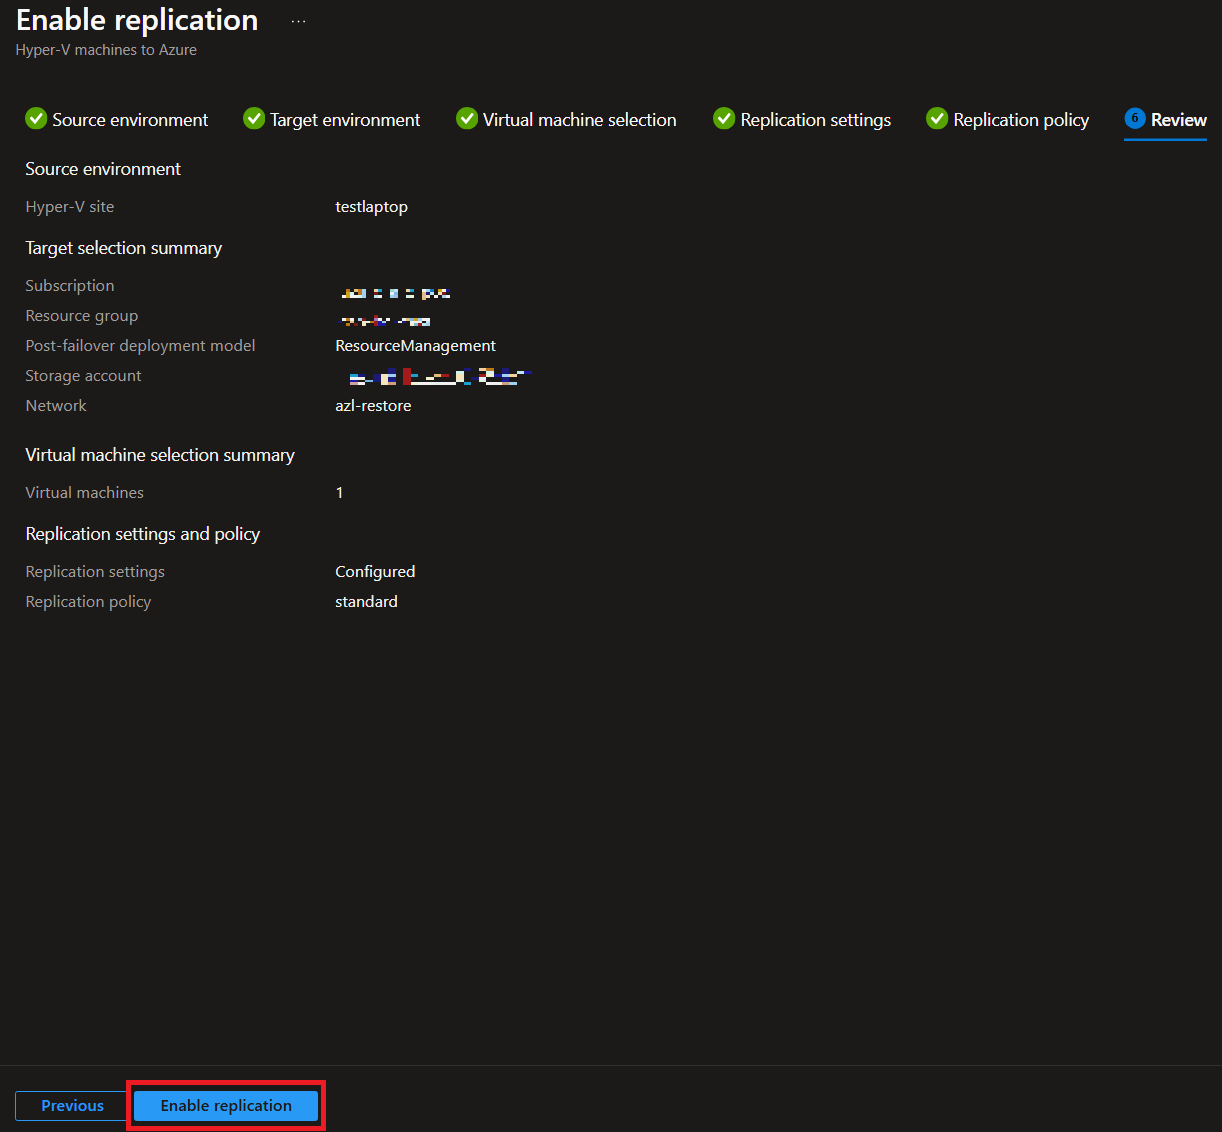 Enable replication ...
Hyper-V machines to Azure
Source environment Target environment Virtual machine selection Replication settings Replication policy 6 Review
Source environment
Hyper-V site testlaptop
Target selection summary
Subscription
Resource group
Post-failover deployment model ResourceManagement
Storage account
Network azl-restore
Virtual machine selection summary
Virtual machines 1
Replication settings and policy
Replication settings Configured
Replication policy standard
Previous Enable replication